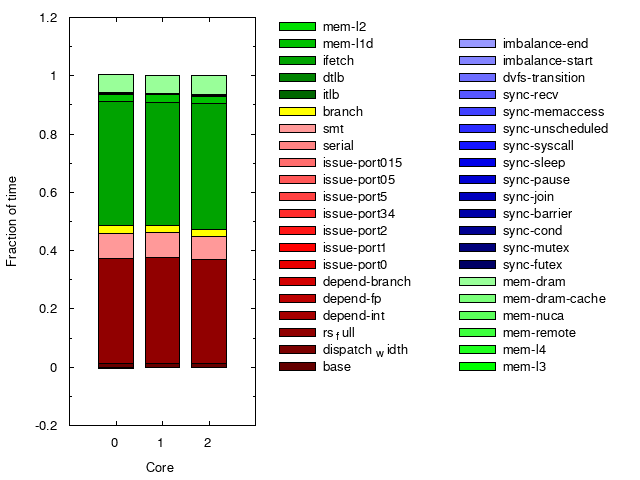 1.2
1
0.8
0.6
0.4
0.2
0
-0.2
Fraction of time
0
1
2
Core
mem-l2
mem-l1d
ifetch
dtlb
itlb
branch
smt
serial
issue-port015
issue-port05
issue-port5
issue-port34
issue-port2
issue-port1
issue-port0
depend-branch
depend-fp
depend-int
rs f ull
dispatch w idth
base
imbalance-end
imbalance-start
dvfs-transition
sync-recv
sync-memaccess
sync-unscheduled
sync-syscall
sync-sleep
sync-pause
sync-join
sync-barrier
sync-cond
sync-mutex
sync-futex
mem-dram
mem-dram-cache
mem-nuca
mem-remote
mem-l4
mem-l3